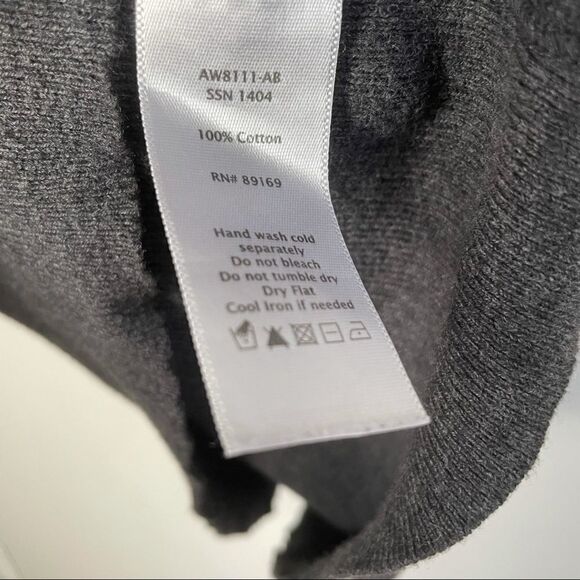 AW8111-AB
SSN 1404
100% Cotton
RN# 89169
Hand wash cold
separately
Do not bleach
Do not tumble dry
Dry Flat
Cool Iron if needed